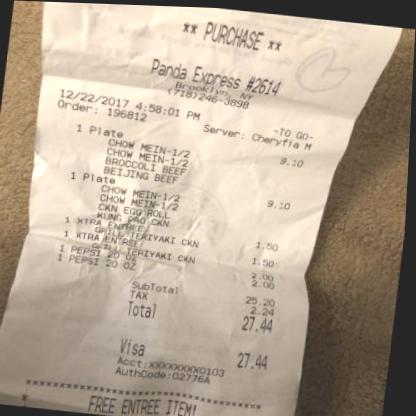 ** PURCHASE **
Panda Express #2614
Brooklyn, NY
(718)246-3898
12/22/2017 4:58:01 PM -TO GO-
Order: 196812 Server: Cheryfia M
1 Plate 9.10
CHOW MEIN-1/2
CHOW MEIN-1/2
BROCCOLI BEEF
BEIJING BEEF
1 Plate 9.10
CHOW MEIN-1/2
CHOW MEIN-1/2
CKN EGG ROLL
KUNG PAO CKN
1 XTRA ENTREE 1.50
GRILL TERIYAKI CKN
1 XTRA ENTREE 1.50
GRILL TERIYAKI CKN
1 PEPSI 20 OZ 2.00
1 PEPSI 20 OZ 2.00
SubTotal 25.20
TAX 2.24
Total 27.44
Visa 27.44
Acct:XXXXXXXX0103
AuthCode:02776A
FREE ENTREE ITEM!